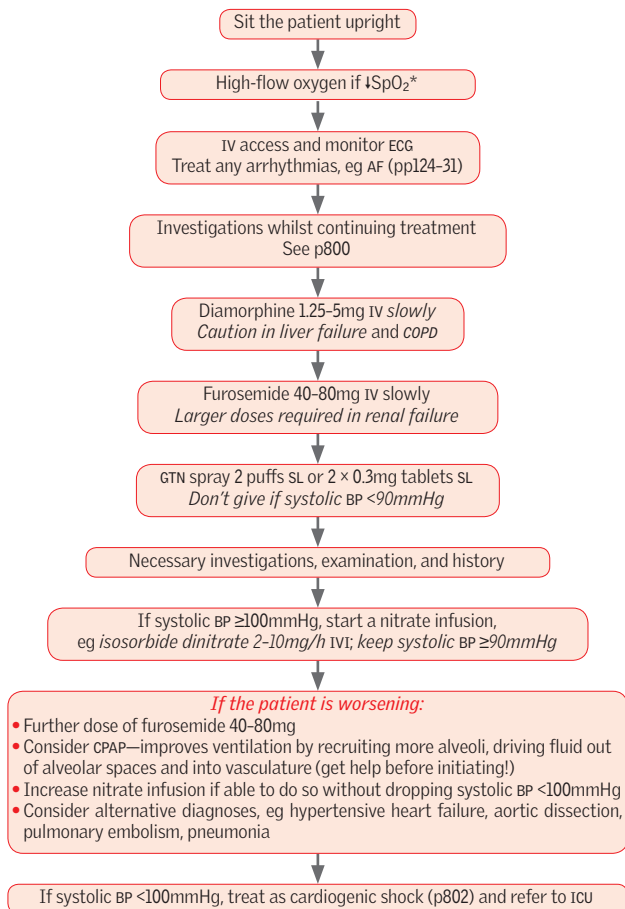 Sit the patient upright
High-flow oxygen if ↓SpO₂*
IV access and monitor ECG
Treat any arrhythmias, eg AF (pp124–31)
Investigations whilst continuing treatment
See p800
Diamorphine 1.25–5mg IV slowly
Caution in liver failure and COPD
Furosemide 40–80mg IV slowly
Larger doses required in renal failure
GTN spray 2 puffs SL or 2 × 0.3mg tablets SL
Don't give if systolic BP <90mmHg
Necessary investigations, examination, and history
If systolic BP ≥100mmHg, start a nitrate infusion,
eg isosorbide dinitrate 2–10mg/h IVI; keep systolic BP ≥90mmHg
If the patient is worsening:
• Further dose of furosemide 40–80mg
• Consider CPAP—improves ventilation by recruiting more alveoli, driving fluid out
of alveolar spaces and into vasculature (get help before initiating!)
• Increase nitrate infusion if able to do so without dropping systolic BP <100mmHg
• Consider alternative diagnoses, eg hypertensive heart failure, aortic dissection,
pulmonary embolism, pneumonia
If systolic BP <100mmHg, treat as cardiogenic shock (p802) and refer to ICU